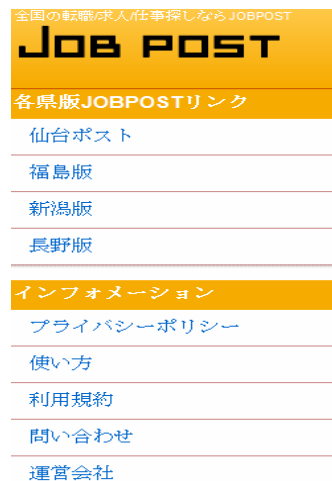 全国の転職/求人/仕事探しならJOBPOST
JOB POST
各県版JOBPOSTリンク
仙台ポスト
福島版
新潟版
長野版
インフォメーション
プライバシーポリシー
使い方
利用規約
問い合わせ
運営会社